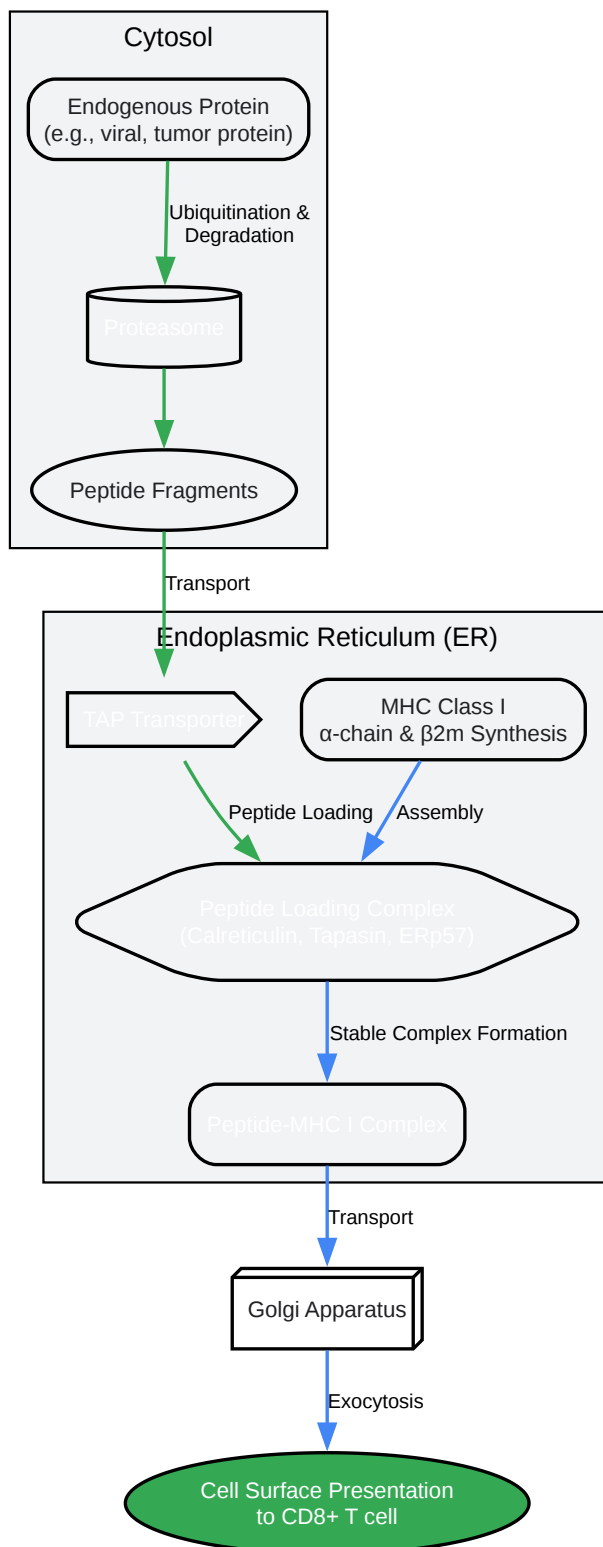 Cytosol
Endogenous Protein
(e.g., viral, tumor protein)
Ubiquitination &
Degradation
Proteasome
Peptide Fragments
Transport
Endoplasmic Reticulum (ER)
TAP Transporter
MHC Class I
α-chain & β2m Synthesis
Peptide Loading
Assembly
Peptide Loading Complex
(Calreticulin, Tapasin, ERp57)
Stable Complex Formation
Peptide-MHC I Complex
Transport
Golgi Apparatus
Exocytosis
Cell Surface Presentation
to CD8+ T cell